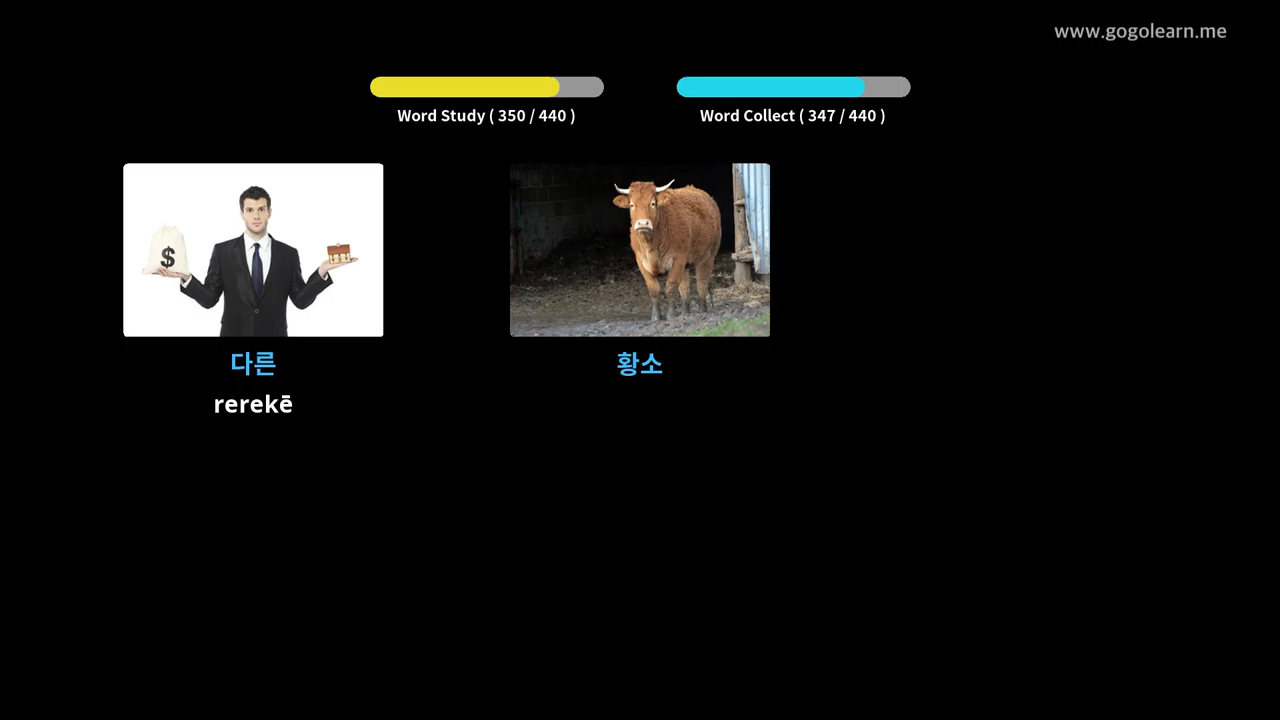 www.gogolearn.me
Word Study ( 350 / 440 )
Word Collect ( 347 / 440 )
$
다른
황소
rerekē